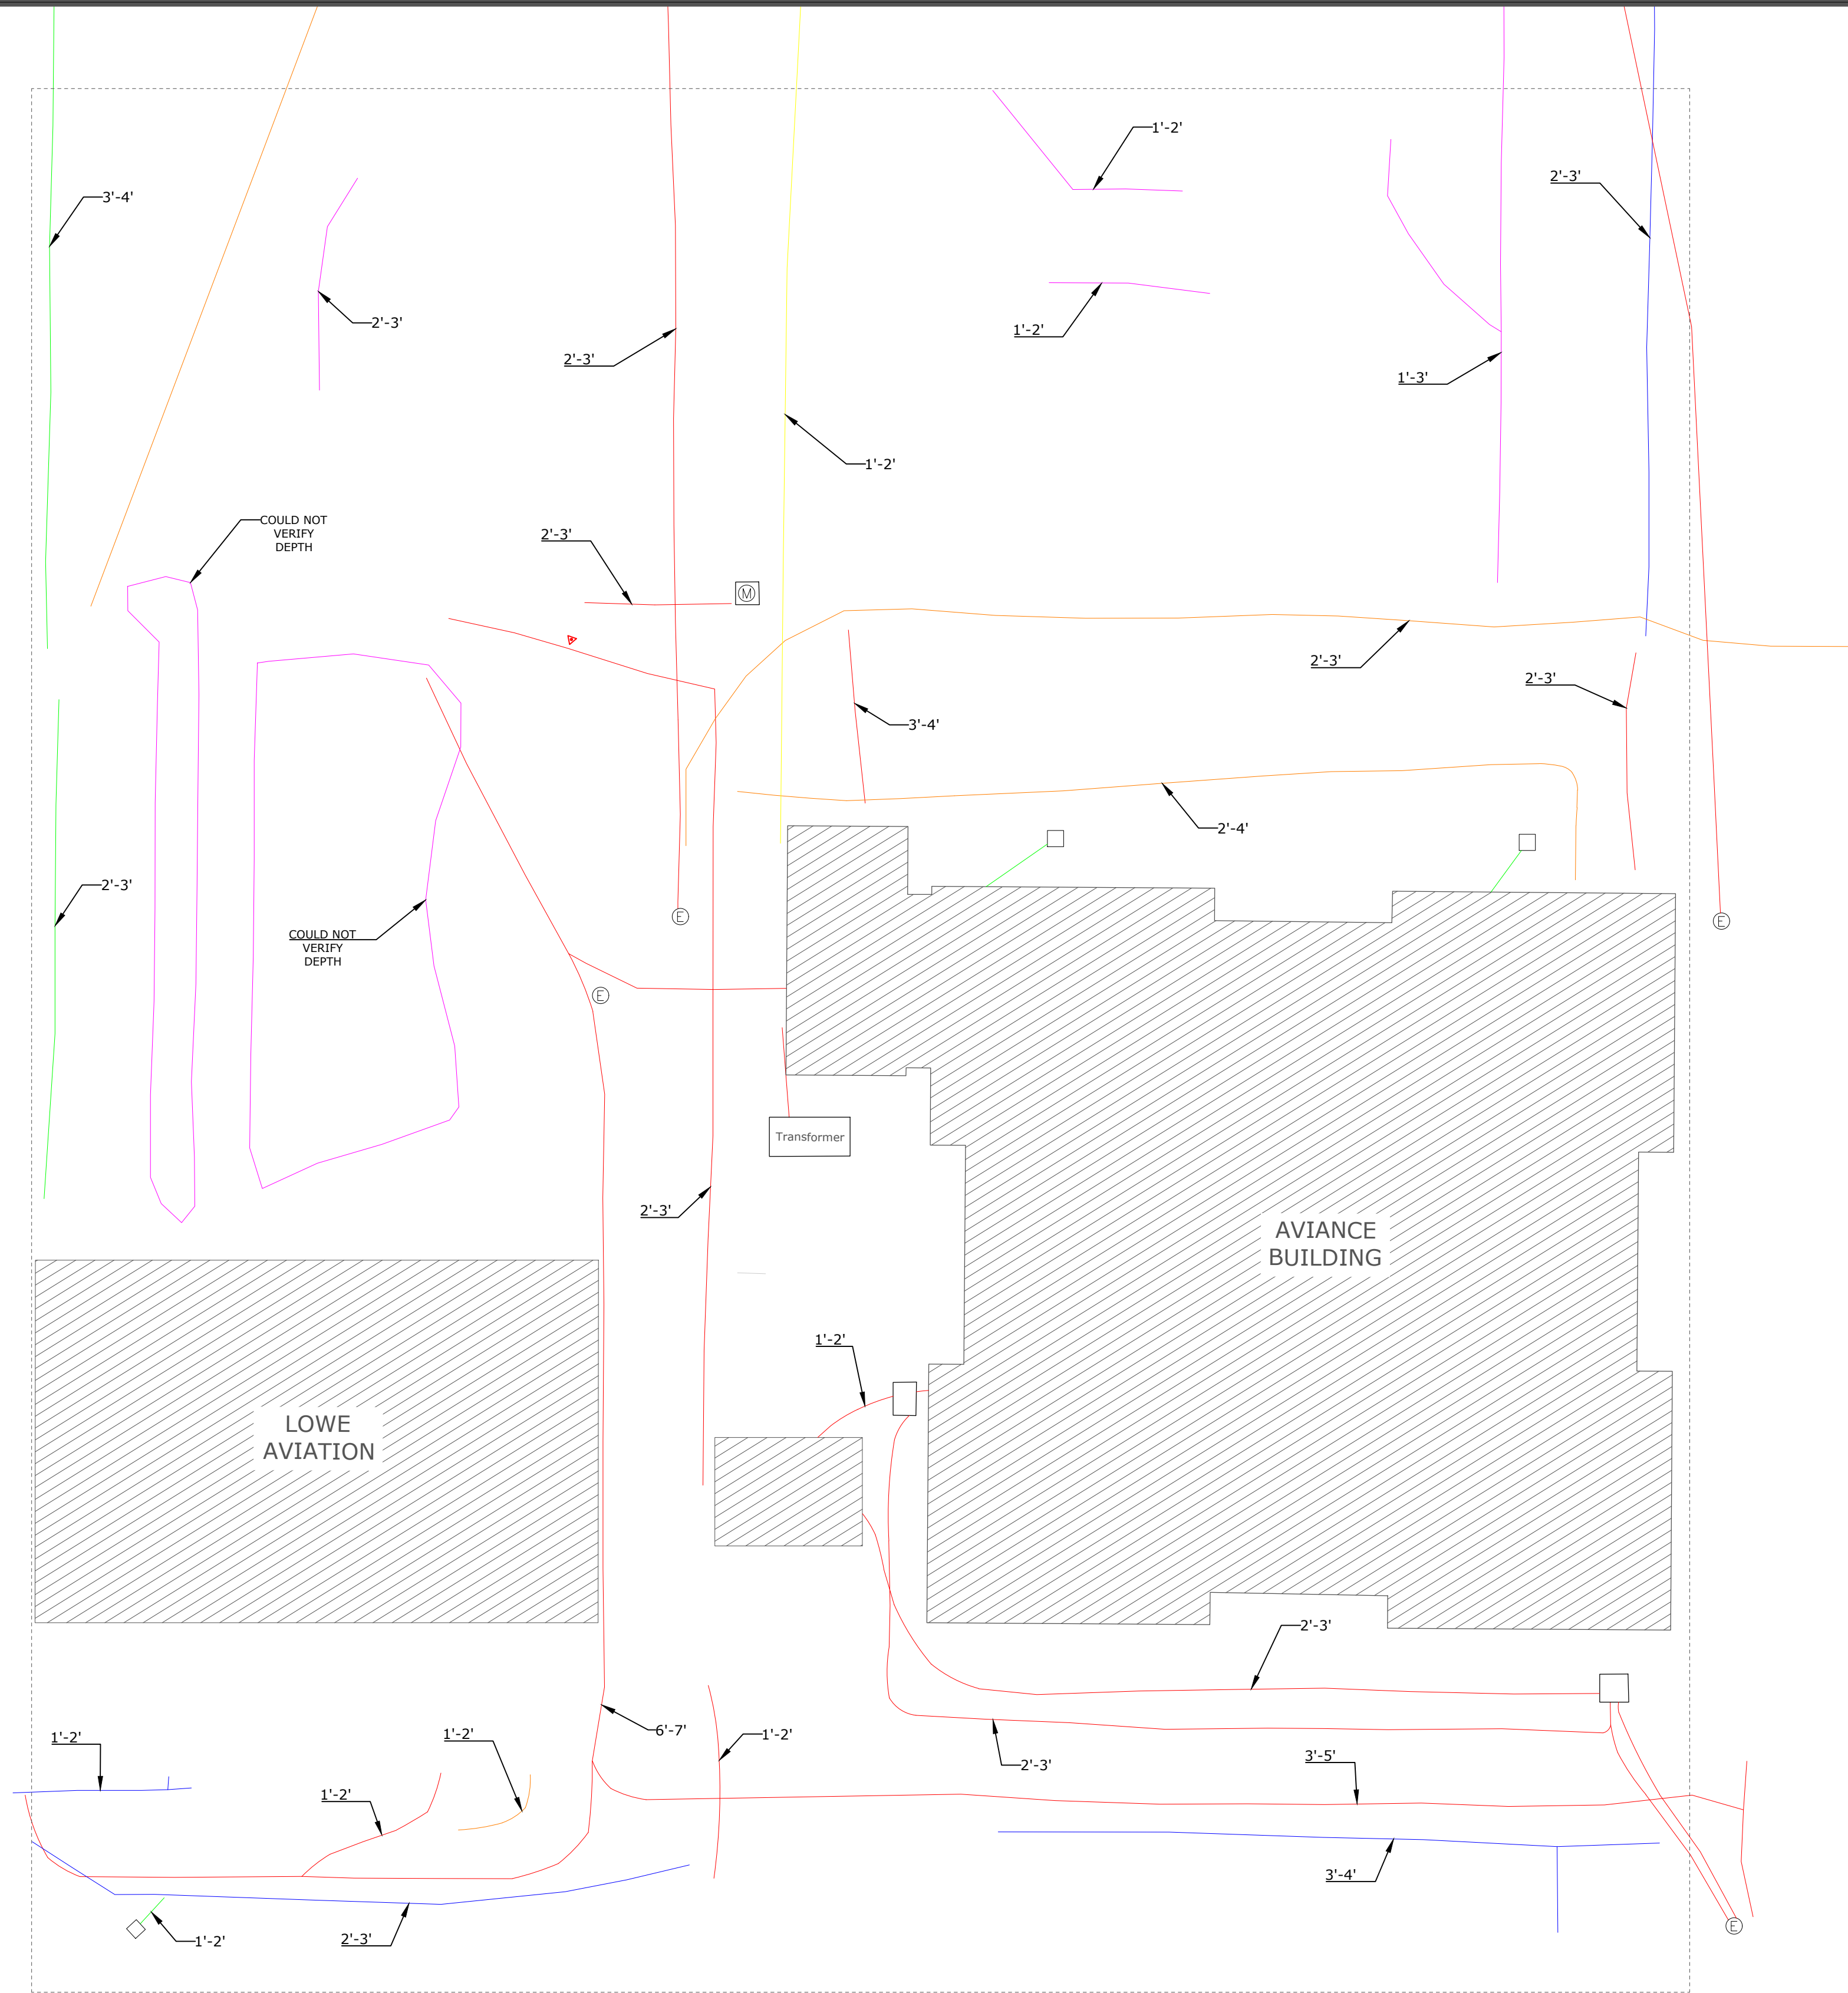 1'-2'
2'-3'
3'-4'
2'-3'
1'-2'
2'-3'
1'-3'
1'-2'
COULD NOT
VERIFY
DEPTH
2'-3'
M
2'-3'
2'-3'
3'-4'
2'-4'
2'-3'
E
E
COULD NOT
VERIFY
DEPTH
E
Transformer
2'-3'
AVIANCE
BUILDING
1'-2'
LOWE
AVIATION
2'-3'
1'-2'
1'-2'
6'-7'
1'-2'
2'-3'
3'-5'
1'-2'
3'-4'
E
1'-2'
2'-3'